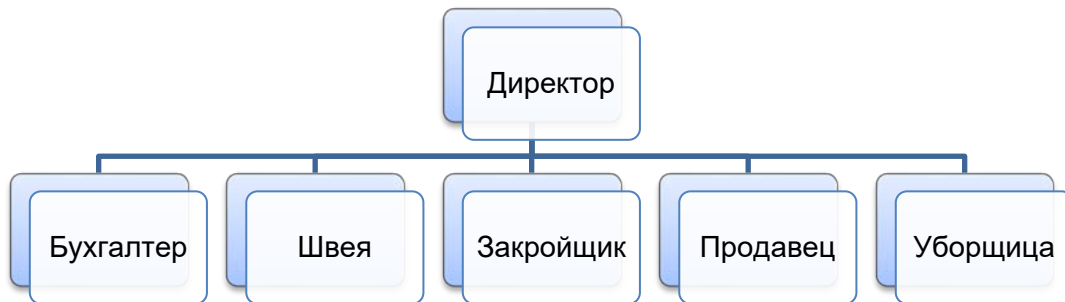 Директор
Бухгалтер
Швея
Закройщик
Продавец
Уборщица